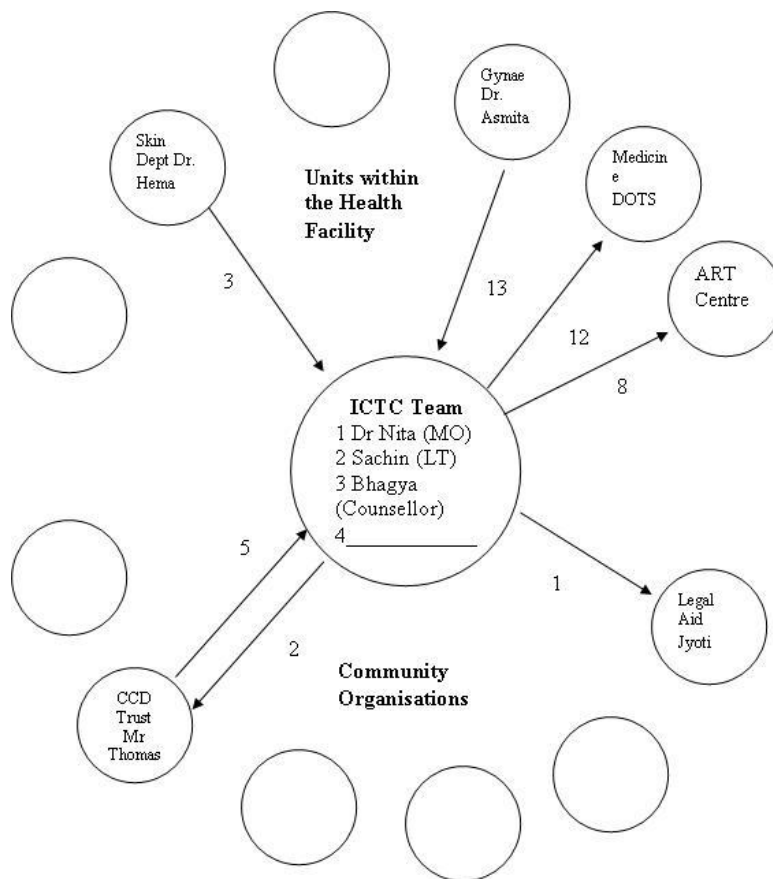 Gynae
Dr.
Asmita
Skin
Dept Dr.
Hema
Medicin
e
DOTS
Units within
the Health
Facility
ART
Centre
3
13
12
8
ICTC Team
1 Dr Nita (MO)
2 Sachin (LT)
3 Bhagya
(Counsellor)
4____________
5
1
2
Legal
Aid
Jyoti
Community
Organisations
CCD
Trust
Mr
Thomas